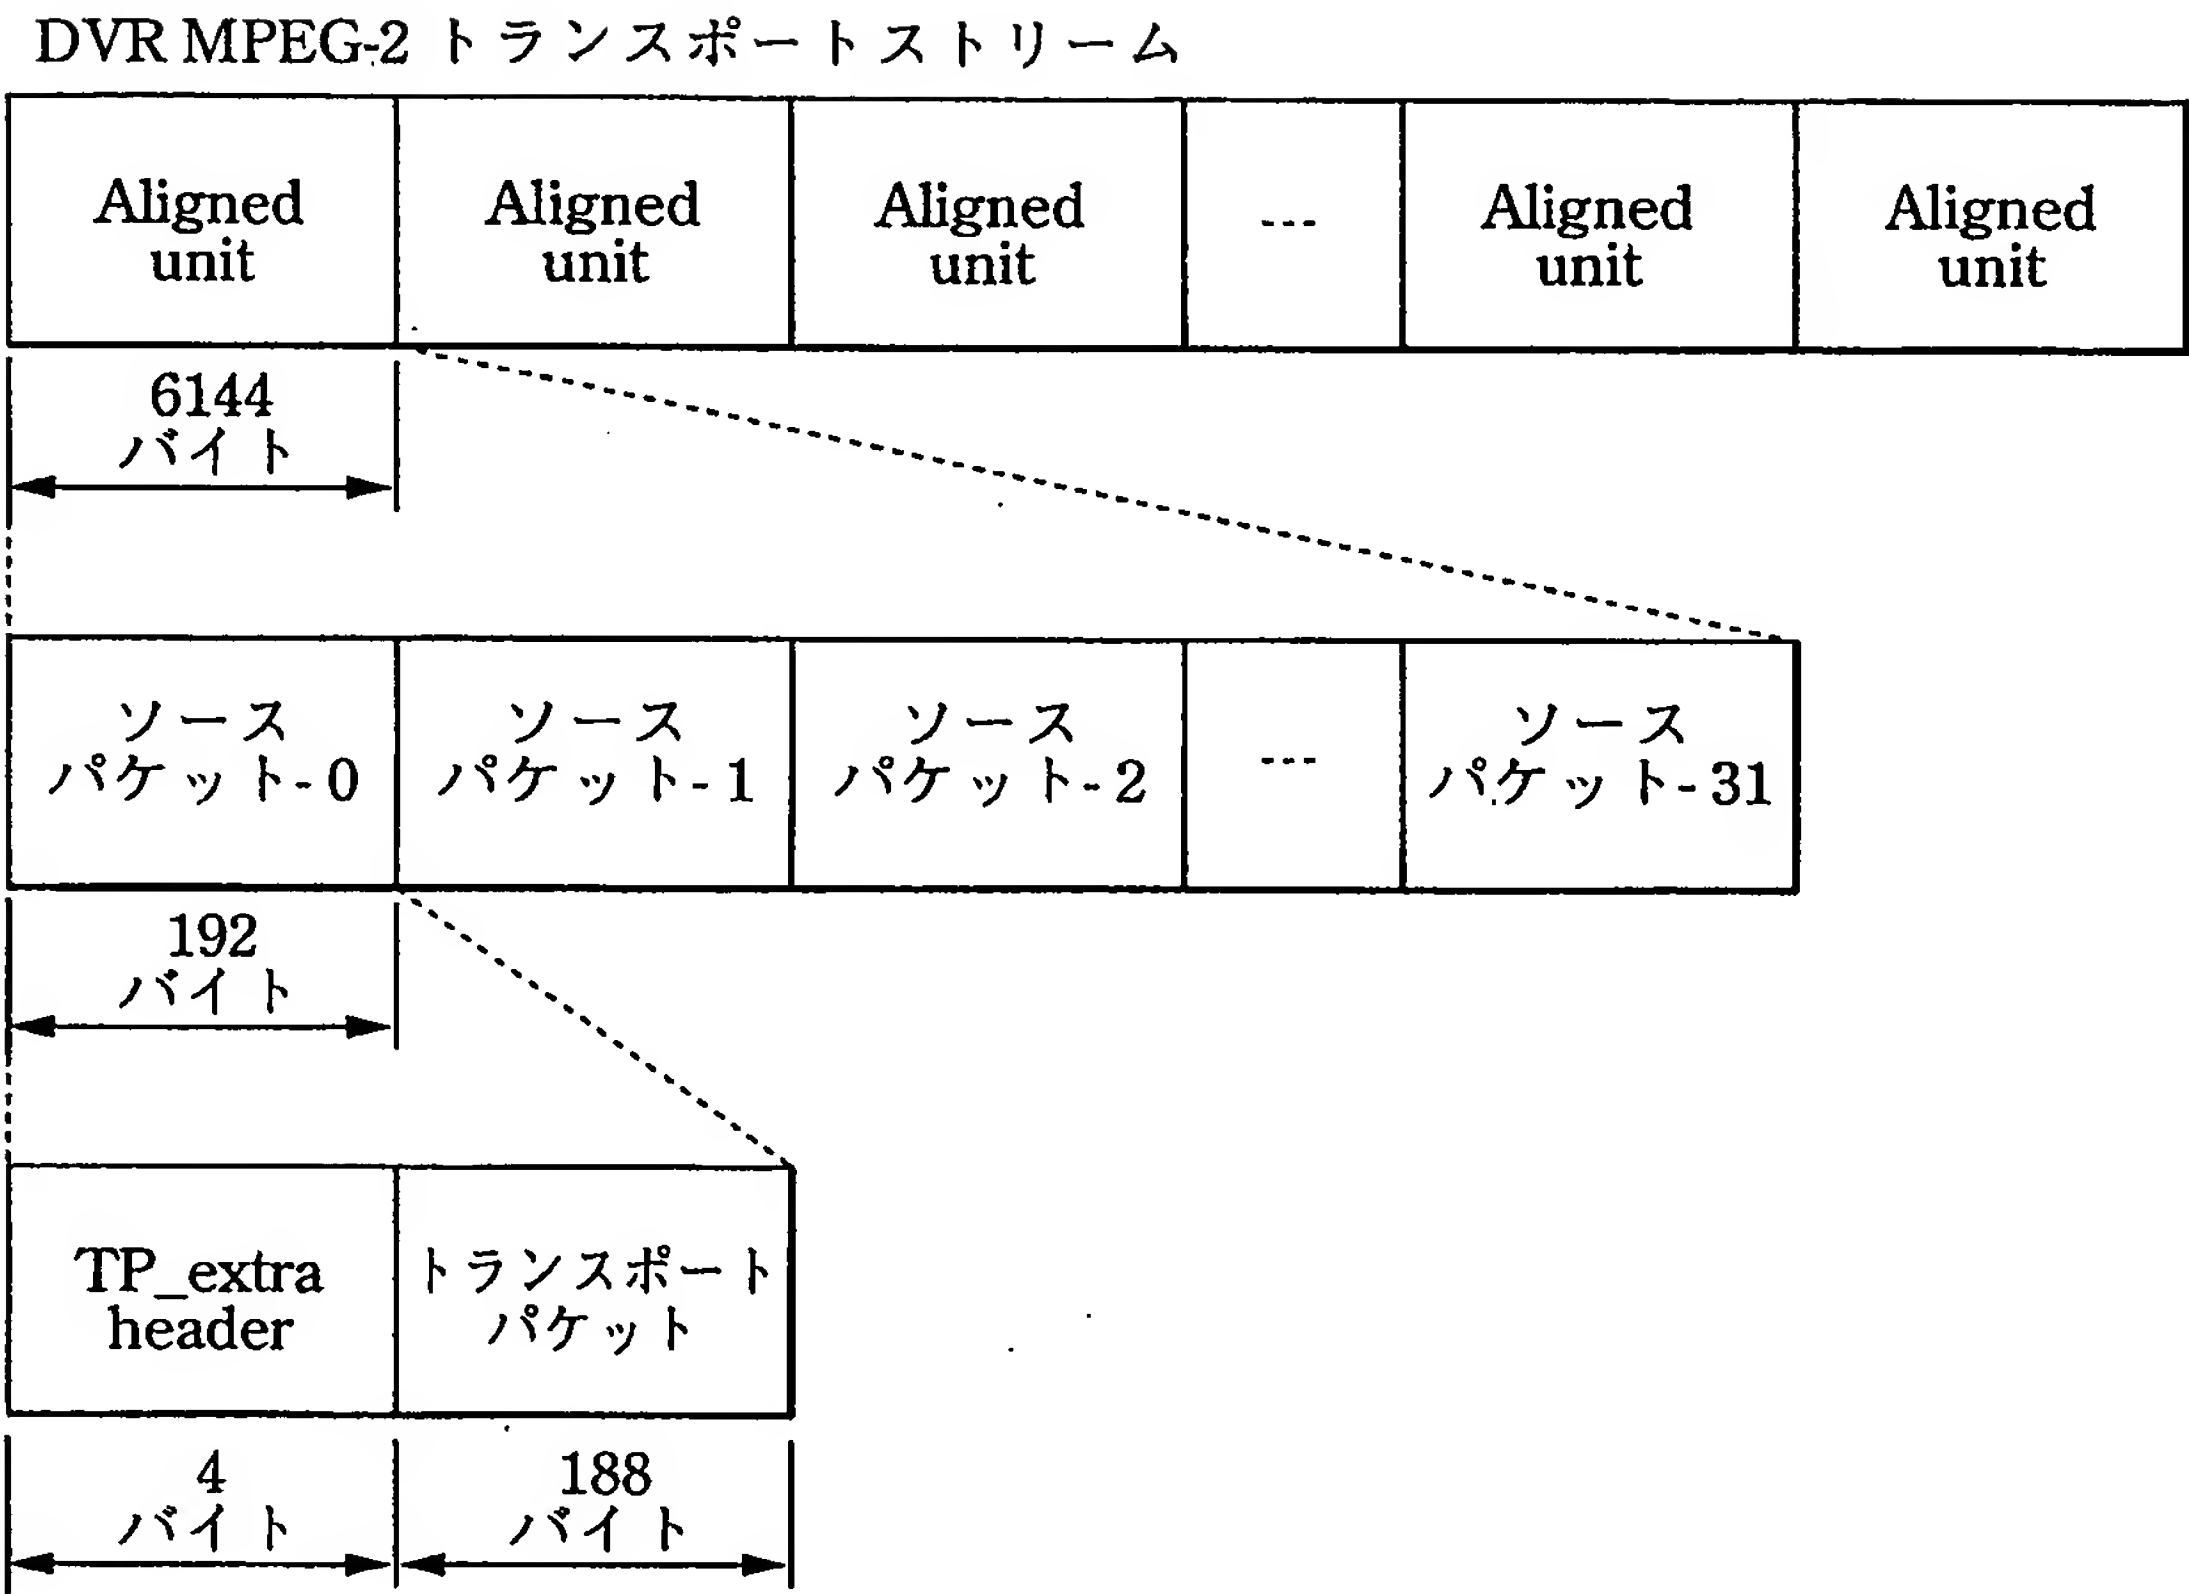 DVR MPEG-2 トランスポートストリーム
Aligned
unit
Aligned
unit
Aligned
unit
---
Aligned
unit
Aligned
unit
6144
バイト
ソース
パケット-0
ソース
パケット-1
ソース
パケット-2
---
ソース
パケット-31
192
バイト
TP_extra
header
トランスポート
パケット
4
バイト
188
バイト